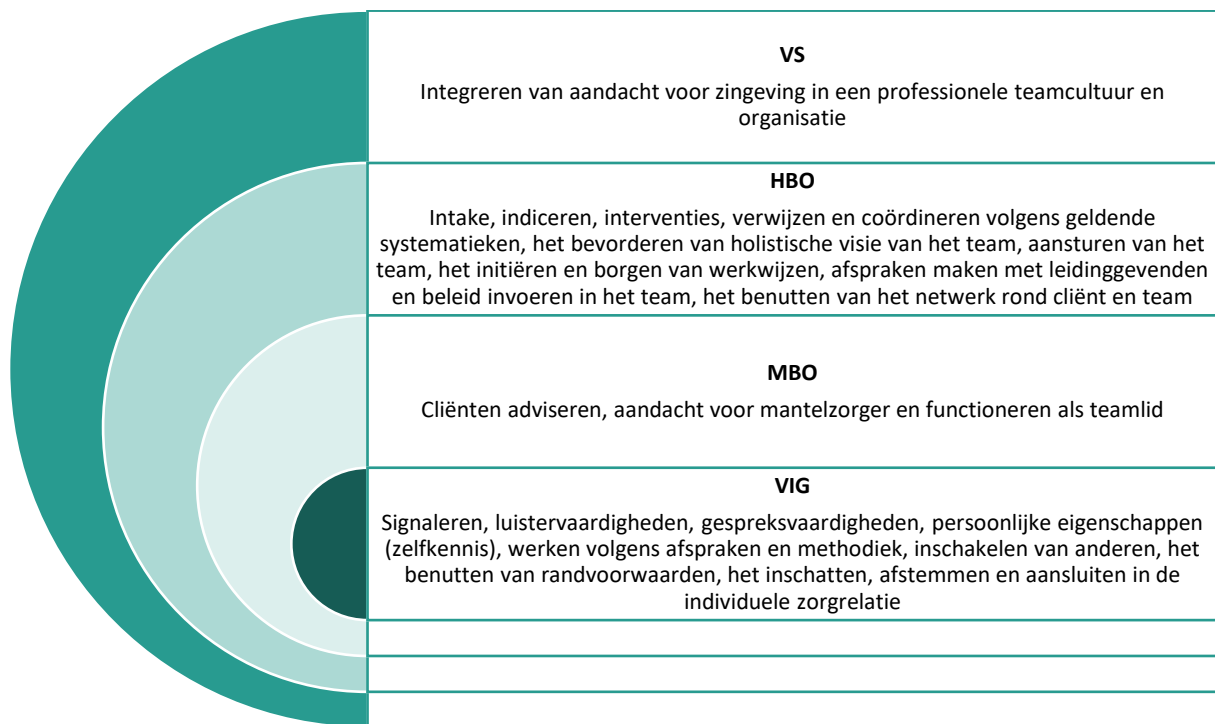 VS
Integreren van aandacht voor zingeving in een professionele teamcultuur en
organisatie
HBO
Intake, indiceren, interventies, verwijzen en coördineren volgens geldende
systematieken, het bevorderen van holistische visie van het team, aansturen van het
team, het initiëren en borgen van werkwijzen, afspraken maken met leidinggevenden
en beleid invoeren in het team, het benutten van het netwerk rond cliënt en team
MBO
Cliënten adviseren, aandacht voor mantelzorger en functioneren als teamlid
VIG
Signaleren, luistervaardigheden, gespreksvaardigheden, persoonlijke eigenschappen
(zelfkennis), werken volgens afspraken en methodiek, inschakelen van anderen, het
benutten van randvoorwaarden, het inschatten, afstemmen en aansluiten in de
individuele zorgrelatie